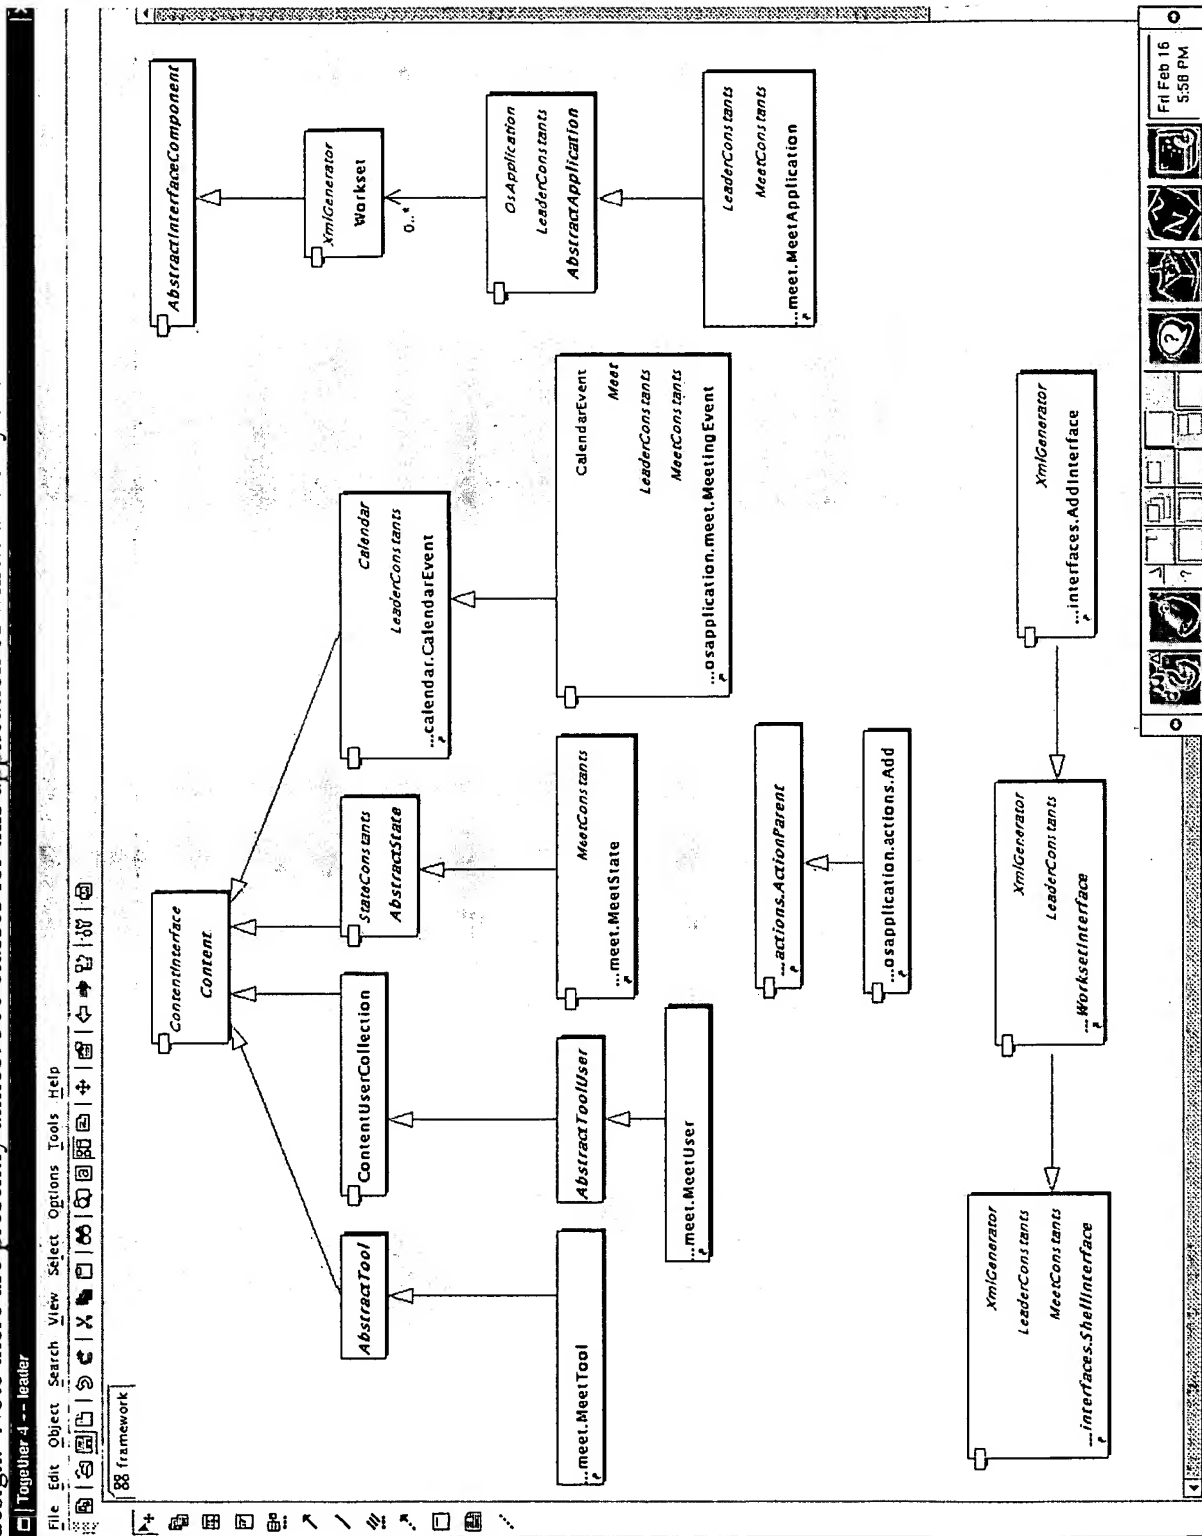 Together 4 -- leader
File Edit Object Search View Select Options Tools Help
framework
ContentInterface
Content
AbstractInterfaceComponent
XmlGenerator
Workset
0..*
AbstractTool
ContentUserCollection
StateConstants
AbstractState
Calendar
LeaderConstants
...calendar.CalendarEvent
OsApplication
LeaderConstants
AbstractApplication
...meet.MeetTool
AbstractToolUser
MeetConstants
...meet.MeetState
CalendarEvent
Meet
LeaderConstants
MeetConstants
...osapplication.meet.MeetingEvent
LeaderConstants
MeetConstants
...meet.MeetApplication
...meet.MeetUser
...actions.ActionParent
...osapplication.actions.Add
XmlGenerator
LeaderConstants
MeetConstants
...interfaces.ShellInterface
XmlGenerator
LeaderConstants
...WorksetInterface
XmlGenerator
...interfaces.AddInterface
Fri Feb 16
5:58 PM